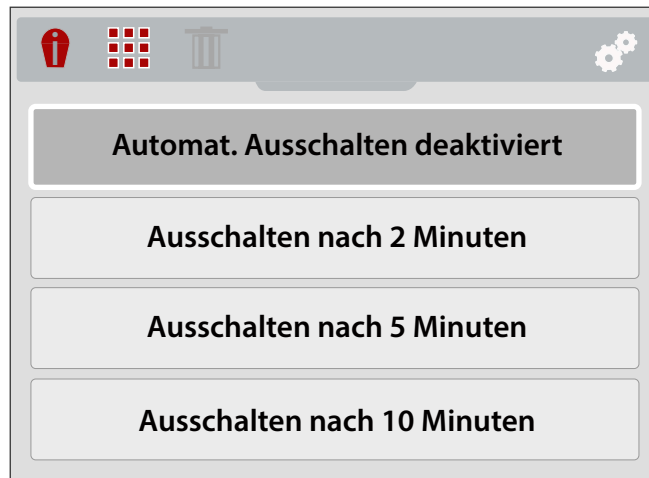 Automat. Ausschalten deaktiviert
Ausschalten nach 2 Minuten
Ausschalten nach 5 Minuten
Ausschalten nach 10 Minuten